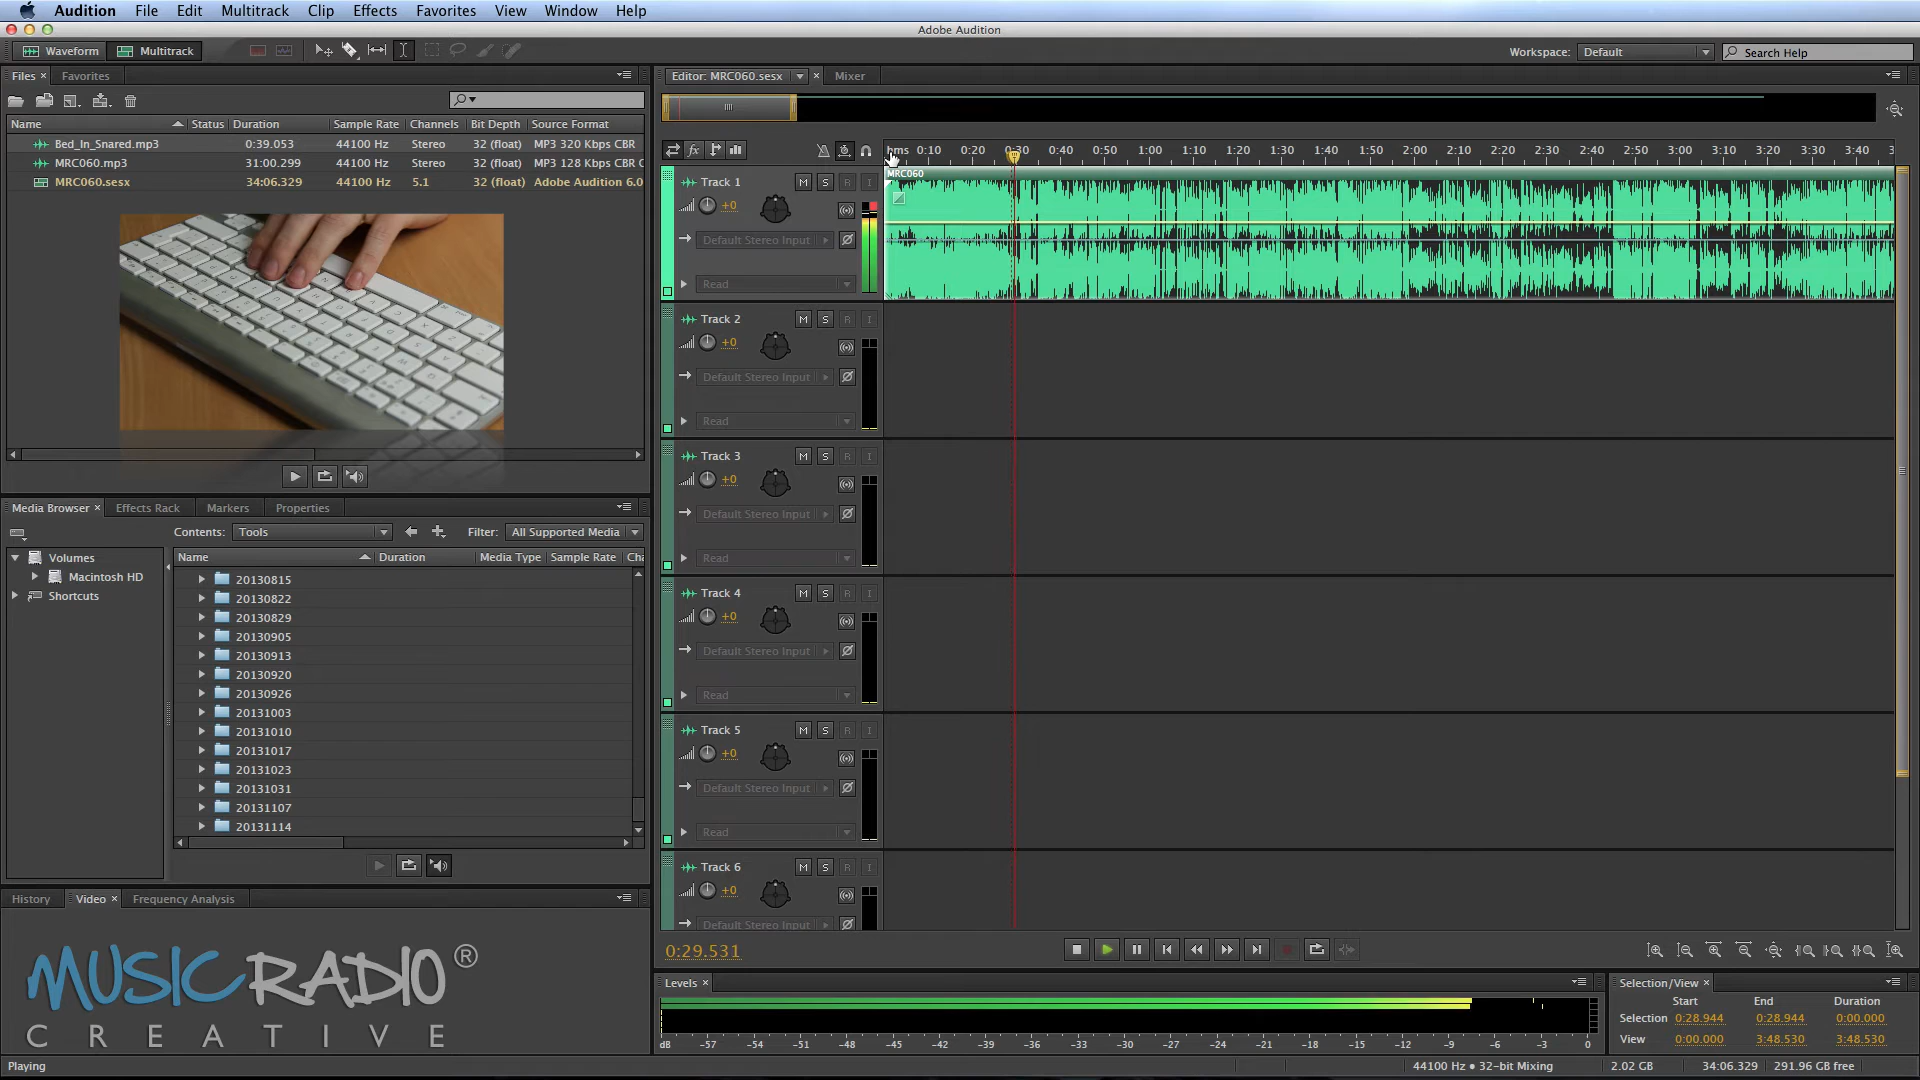 Audition File Edit Multitrack Clip Effects Favorites View Window Help
Adobe Audition
Waveform Multitrack
Workspace: Default Search Help
Files × Favorites
Name Status Duration Sample Rate Channels Bit Depth Source Format
Bed_In_Snared.mp3 0:39.053 44100 Hz Stereo 32 (float) MP3 320 Kbps CBR
MRC060.mp3 31:00.299 44100 Hz Stereo 32 (float) MP3 128 Kbps CBR C
MRC060.sesx 34:06.329 44100 Hz 5.1 32 (float) Adobe Audition 6.0
Media Browser × Effects Rack Markers Properties
Contents: Tools Filter: All Supported Media
Volumes
Macintosh HD
Shortcuts
Name Duration Media Type Sample Rate Cha
20130815
20130822
20130829
20130905
20130913
20130920
20130926
20131003
20131010
20131017
20131023
20131031
20131107
20131114
History Video × Frequency Analysis
MUSICRADIO®
CREATIVE
Playing
Editor: MRC060.sesx × Mixer
fx
hms 0:10 0:20 0:30 0:40 0:50 1:00 1:10 1:20 1:30 1:40 1:50 2:00 2:10 2:20 2:30 2:40 2:50 3:00 3:10 3:20 3:30 3:40 3
MRC060
Track 1 M S R I
+0
Default Stereo Input
Read
Track 2 M S R I
+0
Default Stereo Input
Read
Track 3 M S R I
+0
Default Stereo Input
Read
Track 4 M S R I
+0
Default Stereo Input
Read
Track 5 M S R I
+0
Default Stereo Input
Read
Track 6 M S R I
+0
Default Stereo Input
0:29.531
Levels ×
dB -57 -54 -51 -48 -45 -42 -39 -36 -33 -30 -27 -24 -21 -18 -15 -12 -9 -6 -3 0
Selection/View ×
Start End Duration
Selection 0:28.944 0:28.944 0:00.000
View 0:00.000 3:48.530 3:48.530
44100 Hz • 32-bit Mixing 2.02 GB 34:06.329 291.96 GB free